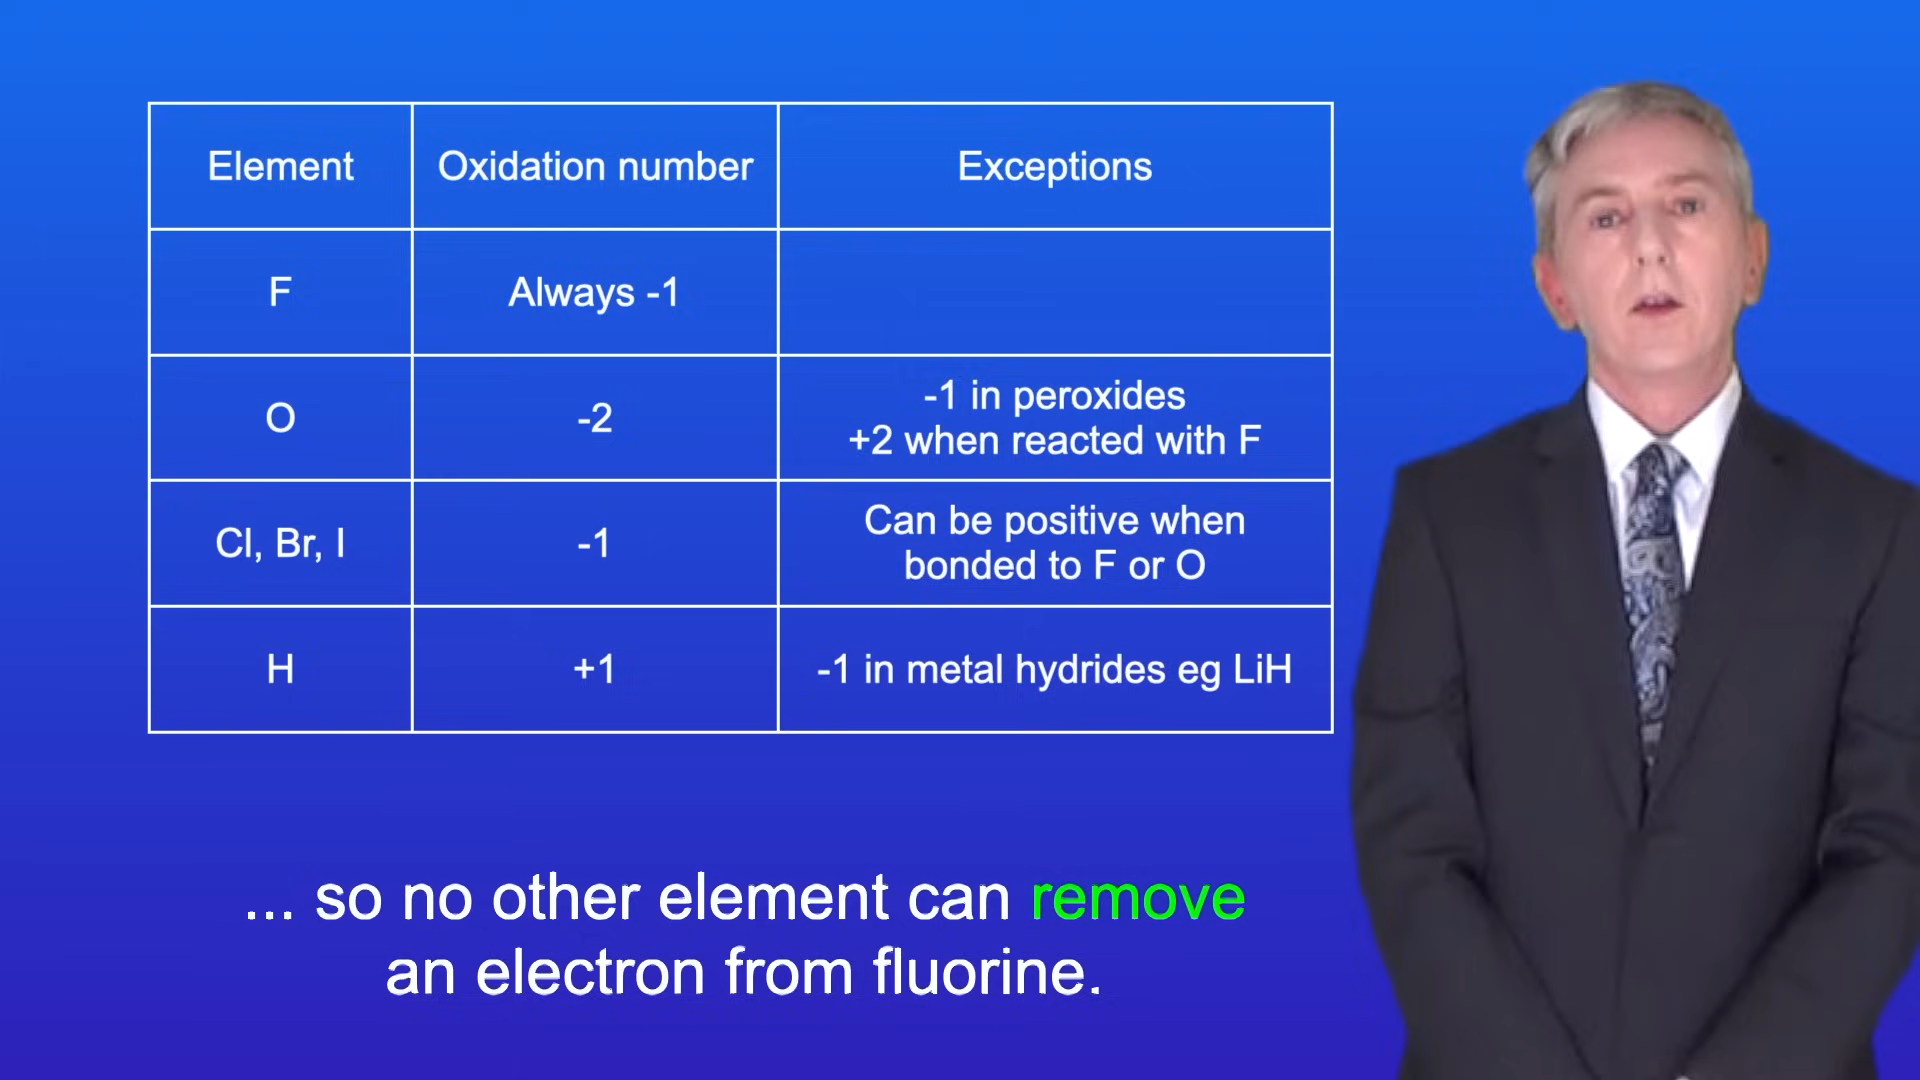 Element Oxidation number Exceptions
F Always -1
O -2 -1 in peroxides
+2 when reacted with F
Cl, Br, I -1 Can be positive when
bonded to F or O
H +1 -1 in metal hydrides eg LiH
... so no other element can remove
an electron from fluorine.